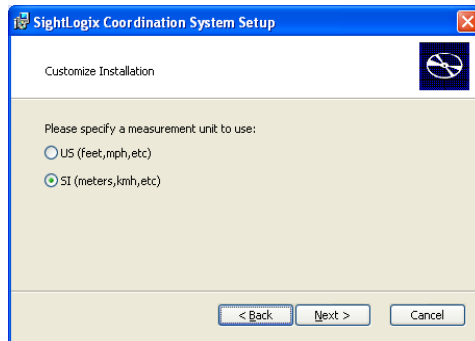 SightLogix Coordination System Setup
Customize Installation
Please specify a measurement unit to use:
US (feet,mph,etc)
SI (meters,kmh,etc)
< Back Next > Cancel